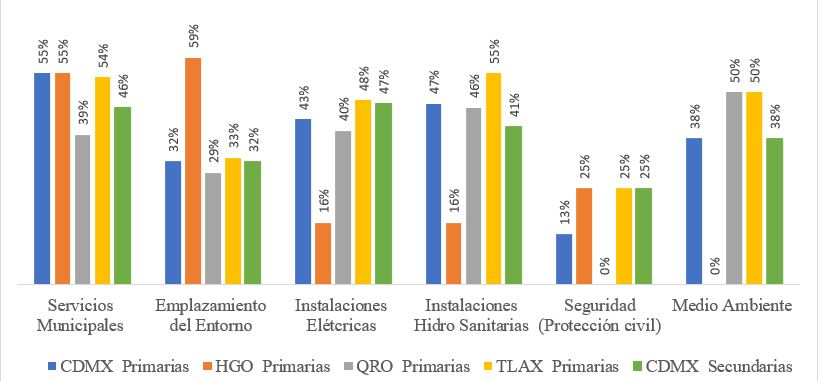 55% 55% 39% 54% 46%
32% 59% 29% 33% 32%
43% 16% 40% 48% 47%
47% 16% 46% 55% 41%
13% 25% 0% 25% 25%
38% 0% 50% 50% 38%
Servicios
Municipales
Emplazamiento
del Entorno
Instalaciones
Elétcricas
Instalaciones
Hidro Sanitarias
Seguridad
(Protección civil)
Medio Ambiente
CDMX Primarias HGO Primarias QRO Primarias TLAX Primarias CDMX Secundarias